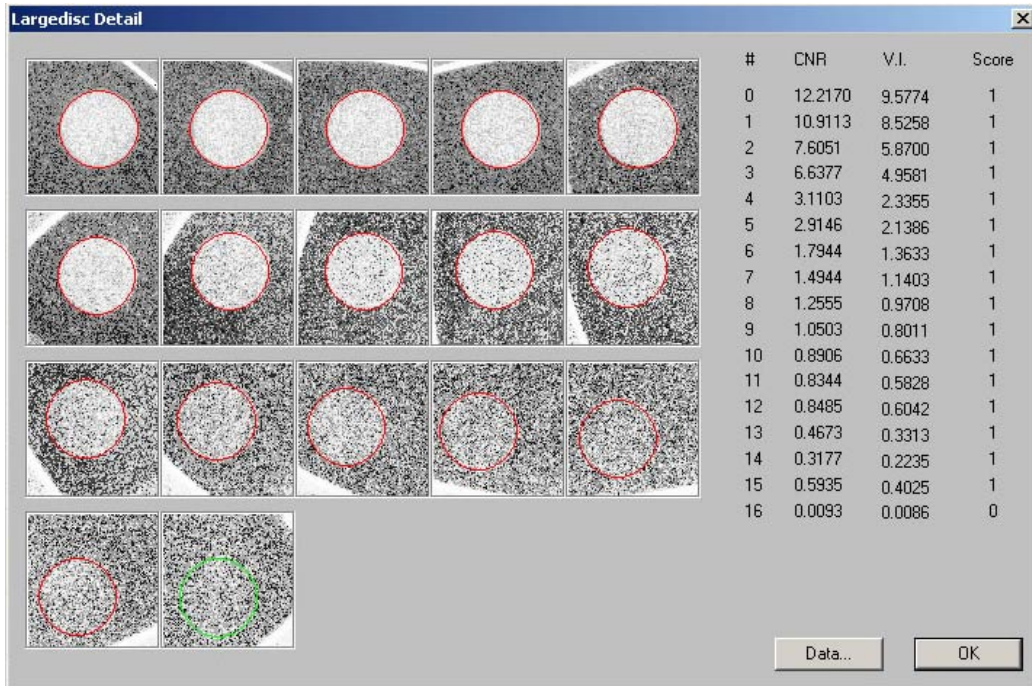 Largedisc Detail
# CNR V.I. Score
0 12.2170 9.5774 1
1 10.9113 8.5258 1
2 7.6051 5.8700 1
3 6.6377 4.9581 1
4 3.1103 2.3355 1
5 2.9146 2.1386 1
6 1.7944 1.3633 1
7 1.4944 1.1403 1
8 1.2555 0.9708 1
9 1.0503 0.8011 1
10 0.8906 0.6633 1
11 0.8344 0.5828 1
12 0.8485 0.6042 1
13 0.4673 0.3313 1
14 0.3177 0.2235 1
15 0.5935 0.4025 1
16 0.0093 0.0086 0
Data... OK